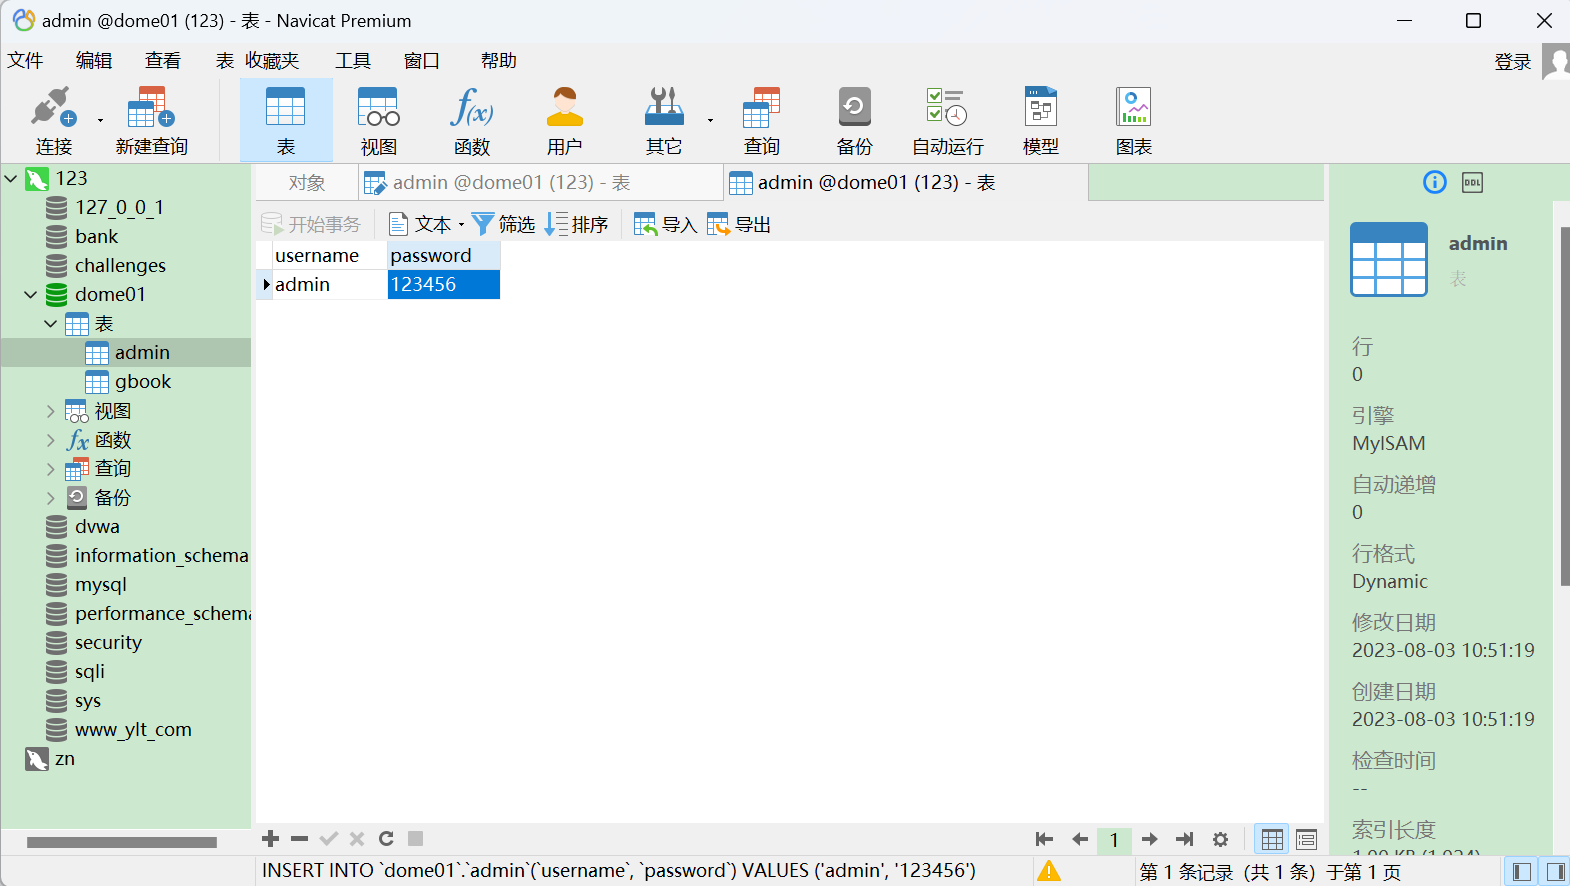 admin @dome01 (123) - 表 - Navicat Premium
文件 编辑 查看 表 收藏夹 工具 窗口 帮助 登录
连接 新建查询 表 视图 函数 用户 其它 查询 备份 自动运行 模型 图表
123
127_0_0_1
bank
challenges
dome01
表
admin
gbook
视图
函数
查询
备份
dvwa
information_schema
mysql
performance_schema
security
sqli
sys
www_ylt_com
zn
对象 admin @dome01 (123) - 表 admin @dome01 (123) - 表
开始事务 文本 筛选 排序 导入 导出
username password
admin 123456
DDL
admin
表
行
0
引擎
MyISAM
自动递增
0
行格式
Dynamic
修改日期
2023-08-03 10:51:19
创建日期
2023-08-03 10:51:19
检查时间
--
索引长度
1.00 KB (1,024)
1
INSERT INTO `dome01`.`admin`(`username`, `password`) VALUES ('admin', '123456')
第 1 条记录 (共 1 条) 于第 1 页